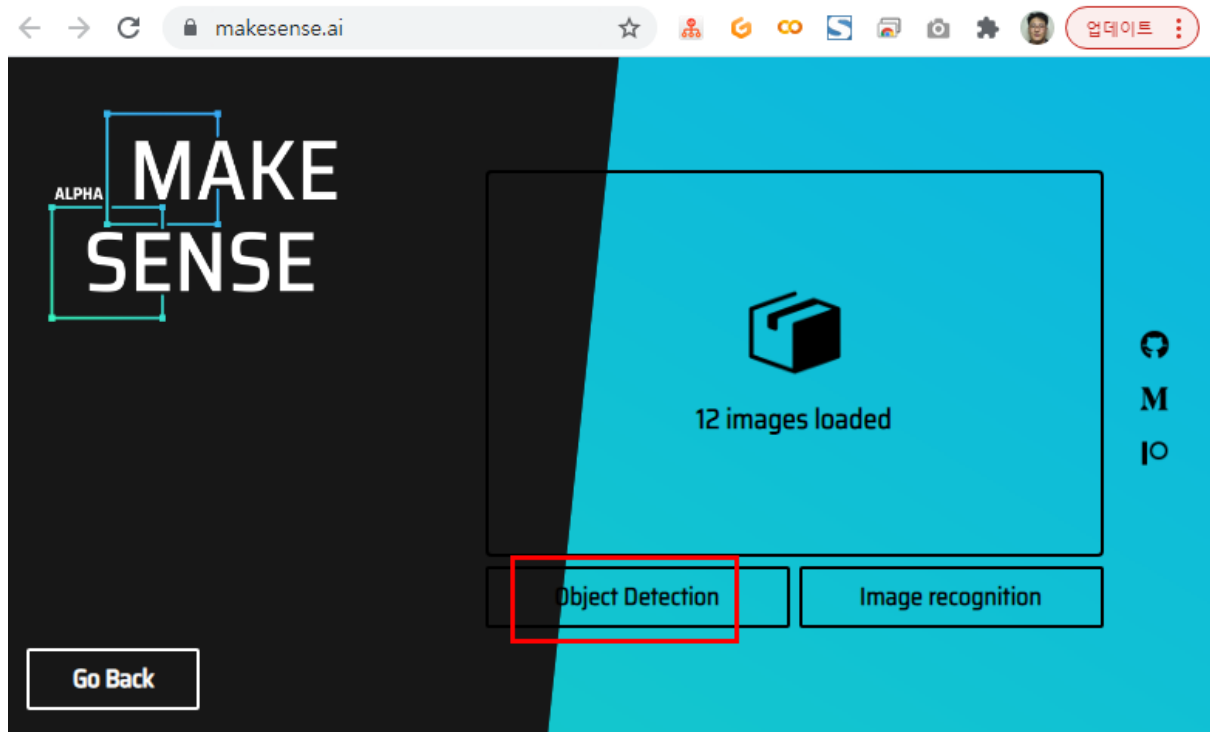 makesense.ai
업데이트
MAKE
ALPHA
SENSE
12 images loaded
M
Object Detection
Image recognition
Go Back